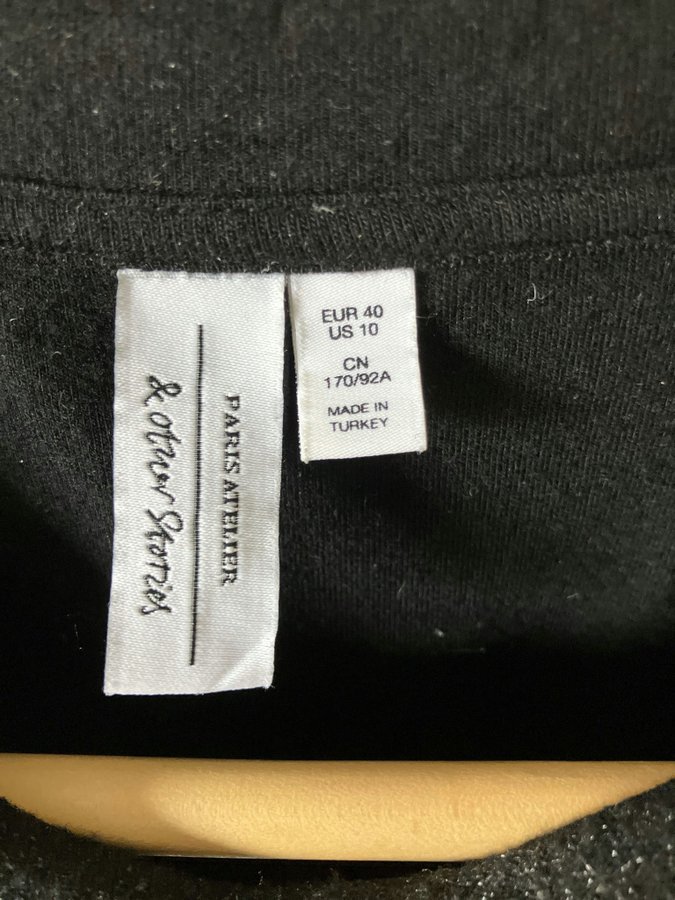 & other Stories
PARIS ATELIER
EUR 40
US 10
CN
170/92A
MADE IN
TURKEY